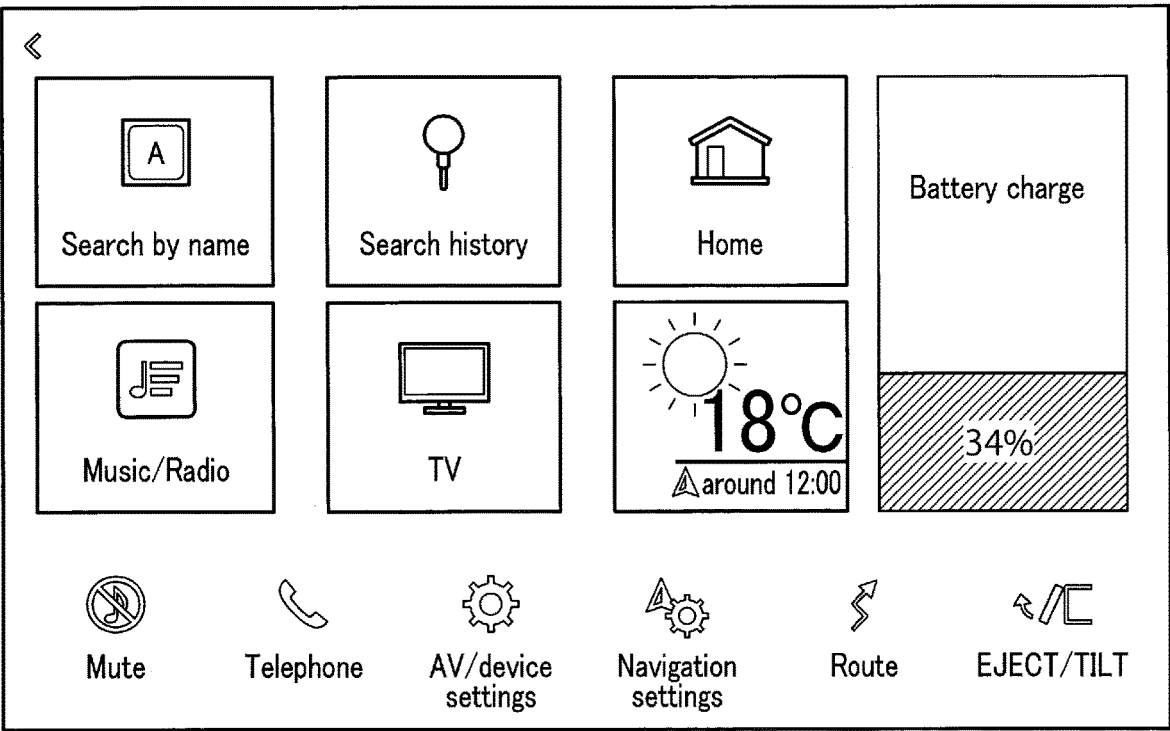 A
Search by name
Search history
Home
Battery charge
Music/Radio
TV
18°C
around 12:00
34%
Mute
Telephone
AV/device
settings
Navigation
settings
Route
EJECT/TILT